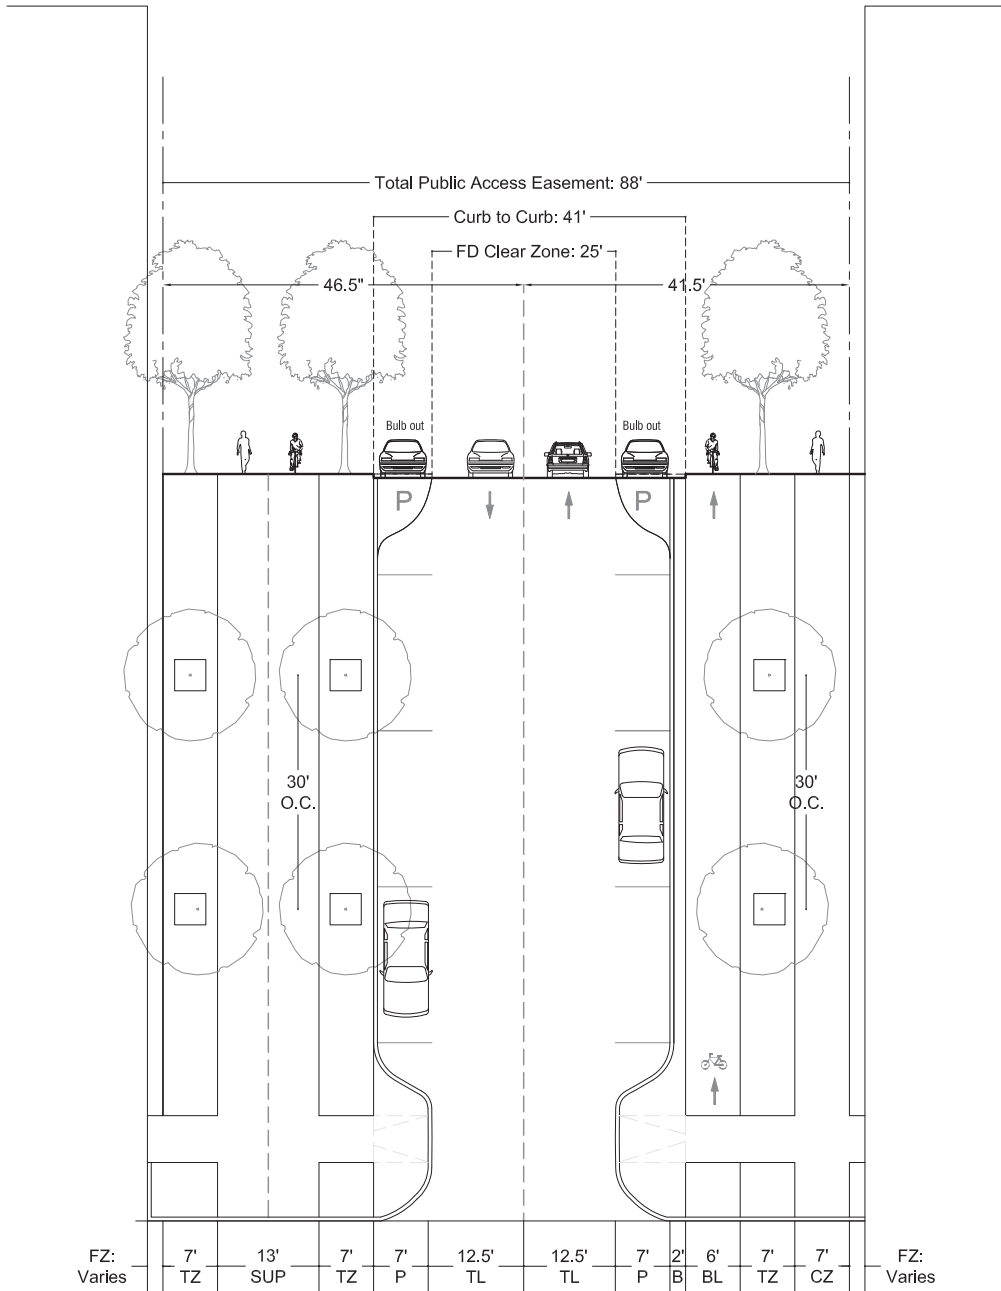 Total Public Access Easement: 88'
Curb to Curb: 41'
FD Clear Zone: 25'
46.5"
41.5'
Bulb out
Bulb out
P
P
30'
O.C.
30'
O.C.
FZ:
Varies
7'
TZ
13'
SUP
7'
TZ
7'
P
12.5'
TL
12.5'
TL
7'
P
2'
B
6'
BL
7'
TZ
7'
CZ
FZ:
Varies